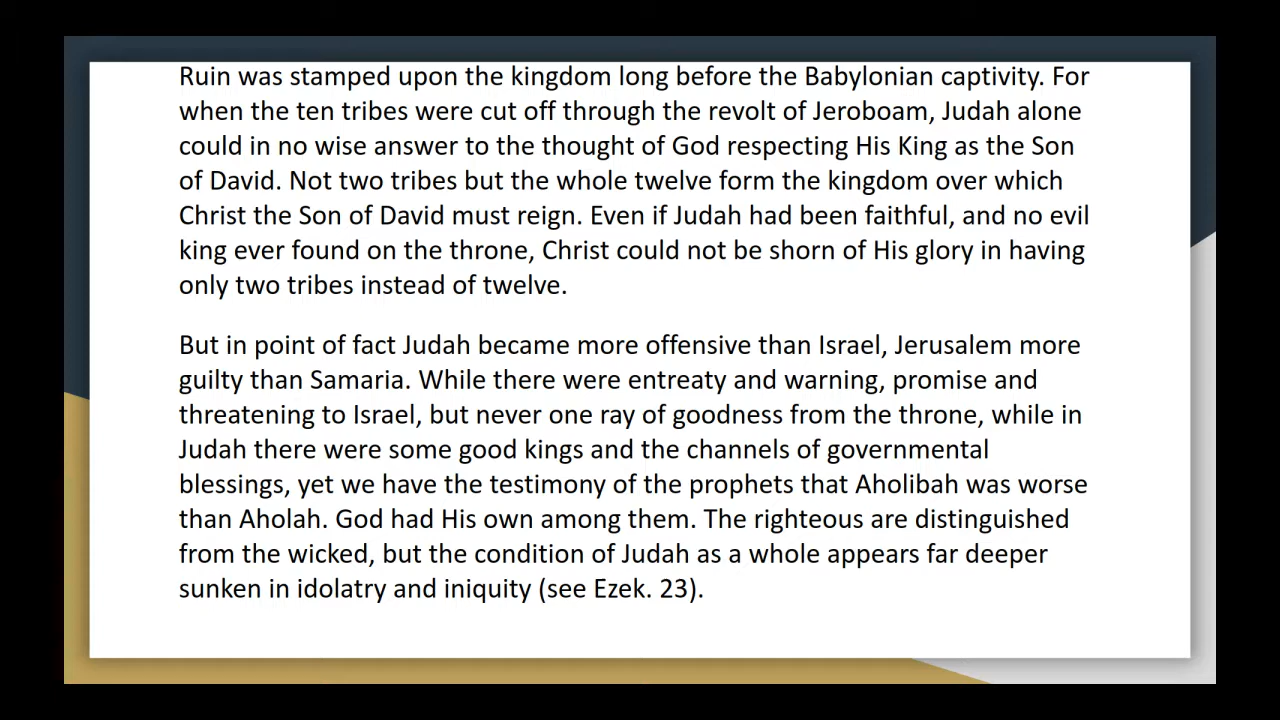 Ruin was stamped upon the kingdom long before the Babylonian captivity. For
when the ten tribes were cut off through the revolt of Jeroboam, Judah alone
could in no wise answer to the thought of God respecting His King as the Son
of David. Not two tribes but the whole twelve form the kingdom over which
Christ the Son of David must reign. Even if Judah had been faithful, and no evil
king ever found on the throne, Christ could not be shorn of His glory in having
only two tribes instead of twelve.
But in point of fact Judah became more offensive than Israel, Jerusalem more
guilty than Samaria. While there were entreaty and warning, promise and
threatening to Israel, but never one ray of goodness from the throne, while in
Judah there were some good kings and the channels of governmental
blessings, yet we have the testimony of the prophets that Aholibah was worse
than Aholah. God had His own among them. The righteous are distinguished
from the wicked, but the condition of Judah as a whole appears far deeper
sunken in idolatry and iniquity (see Ezek. 23).